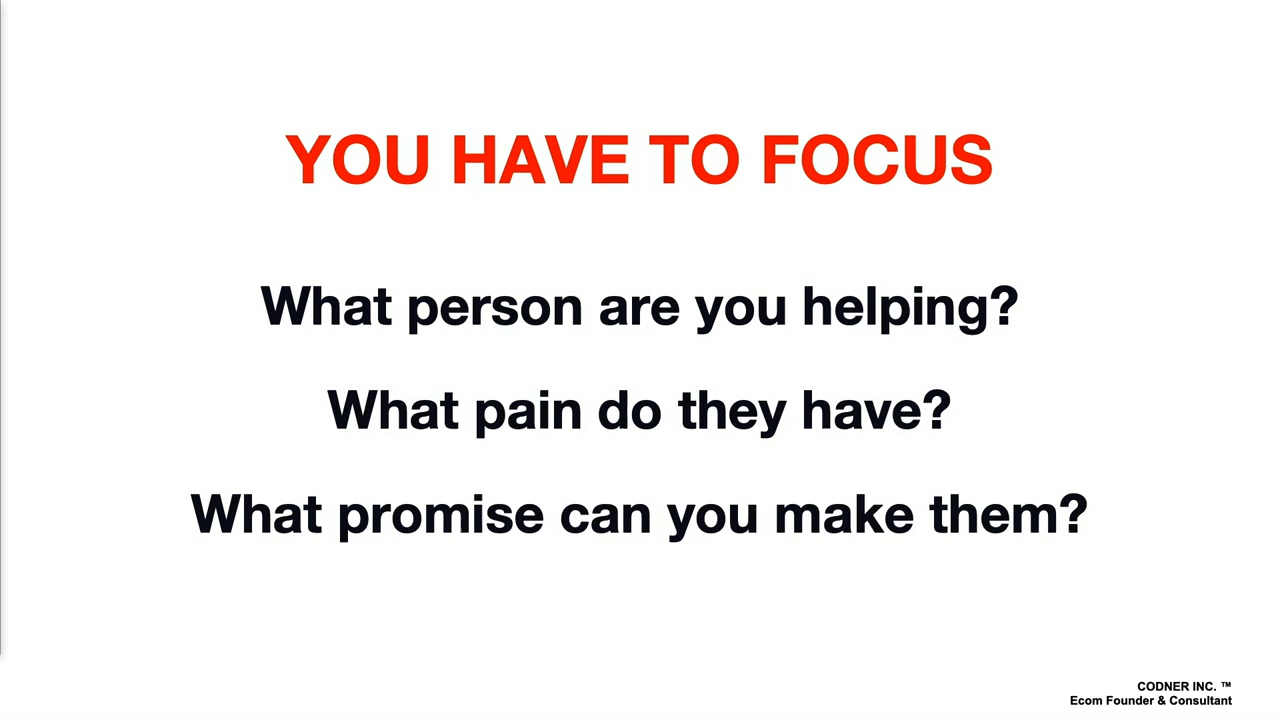 YOU HAVE TO FOCUS
What person are you helping?
What pain do they have?
What promise can you make them?
CODNER INC. ™
Ecom Founder & Consultant